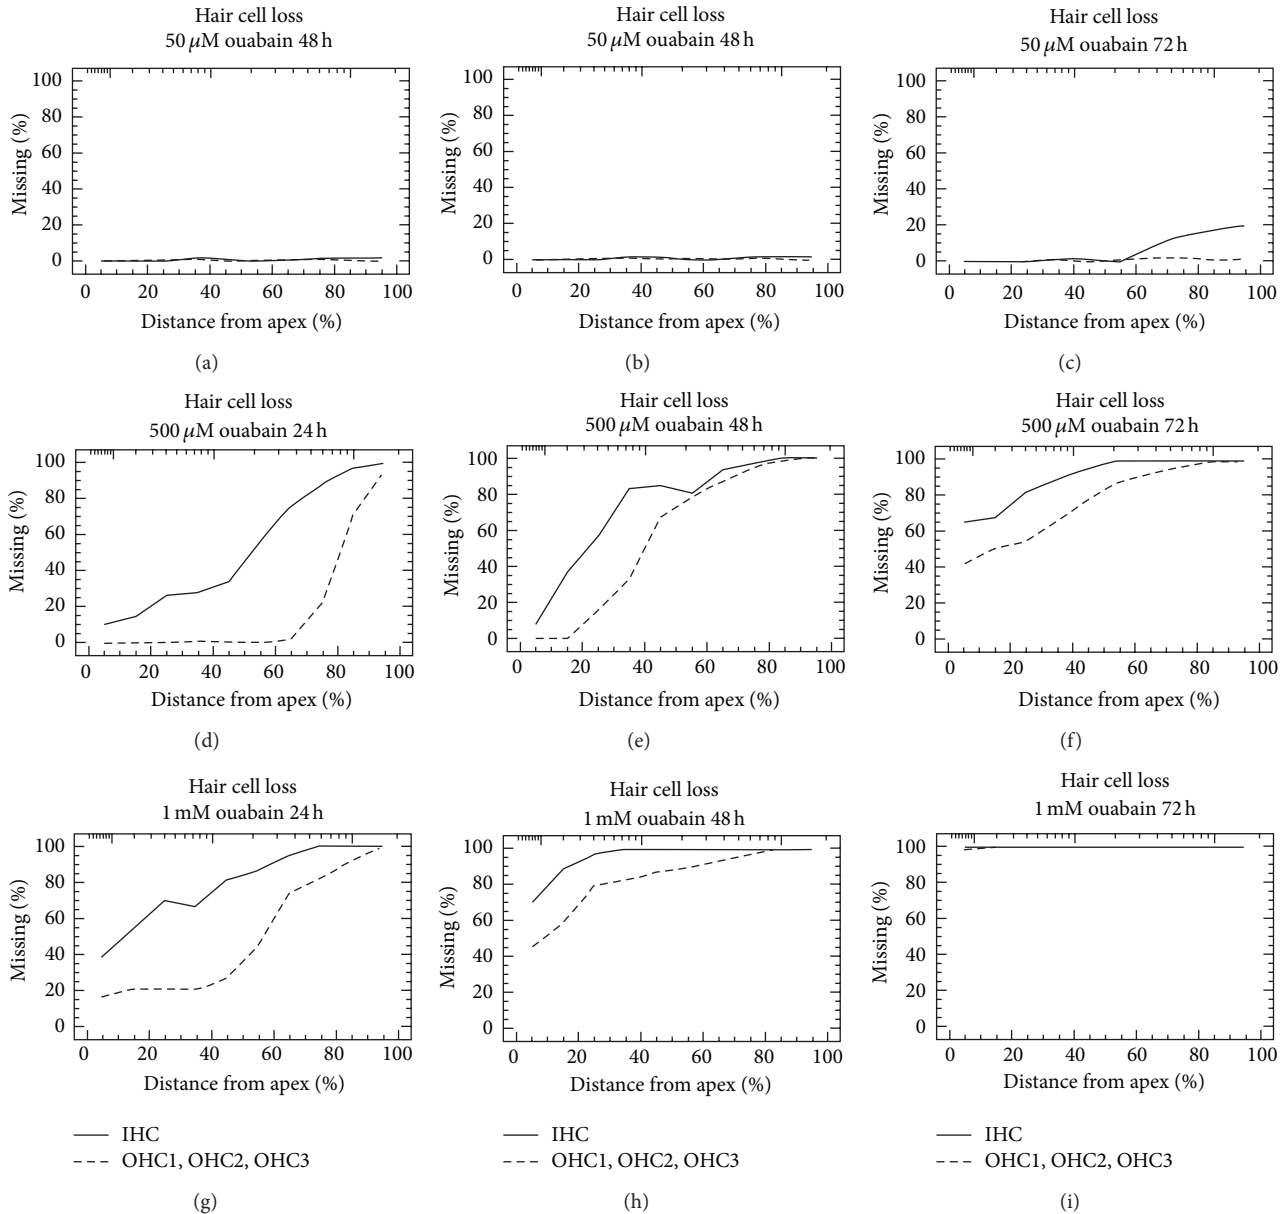 Hair cell loss
50 μM ouabain 48 h
Missing (%)
100
80
60
40
20
0
0 20 40 60 80 100
Distance from apex (%)
(a)
Hair cell loss
50 μM ouabain 48 h
Missing (%)
100
80
60
40
20
0
0 20 40 60 80 100
Distance from apex (%)
(b)
Hair cell loss
50 μM ouabain 72 h
Missing (%)
100
80
60
40
20
0
0 20 40 60 80 100
Distance from apex (%)
(c)
Hair cell loss
500 μM ouabain 24 h
Missing (%)
100
80
60
40
20
0
0 20 40 60 80 100
Distance from apex (%)
(d)
Hair cell loss
500 μM ouabain 48 h
Missing (%)
100
80
60
40
20
0
0 20 40 60 80 100
Distance from apex (%)
(e)
Hair cell loss
500 μM ouabain 72 h
Missing (%)
100
80
60
40
20
0
0 20 40 60 80 100
Distance from apex (%)
(f)
Hair cell loss
1 mM ouabain 24 h
Missing (%)
100
80
60
40
20
0
0 20 40 60 80 100
Distance from apex (%)
IHC
OHC1, OHC2, OHC3
(g)
Hair cell loss
1 mM ouabain 48 h
Missing (%)
100
80
60
40
20
0
0 20 40 60 80 100
Distance from apex (%)
IHC
OHC1, OHC2, OHC3
(h)
Hair cell loss
1 mM ouabain 72 h
Missing (%)
100
80
60
40
20
0
0 20 40 60 80 100
Distance from apex (%)
IHC
OHC1, OHC2, OHC3
(i)